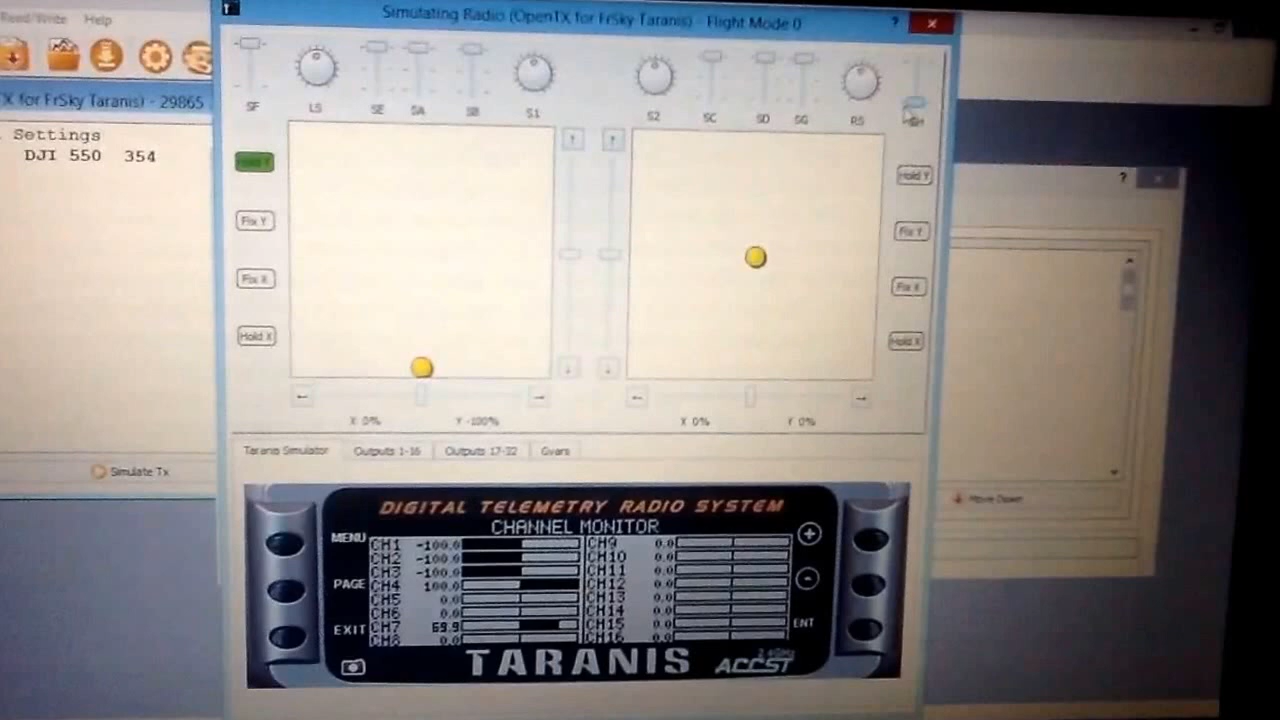 Read/Write Help
Simulating Radio (OpenTX for FrSky Taranis) - Flight Mode 0
?
X for FrSky Taranis) - 29865
Settings
DJI 550 354
SF LS SE SA SB S1 S2 SC SD SG RS SH
Hold Y
Fix Y
Fix X
Hold X
Hold Y
Fix Y
Fix X
Hold X
?
X 0% Y -100% X 0% Y 0%
Taranis Simulator Outputs 1-16 Outputs 17-32 Gvars
Simulate Tx
Move Down
DIGITAL TELEMETRY RADIO SYSTEM
CHANNEL MONITOR
MENU
PAGE
EXIT
CH1 -100.0 CH9 0.0
CH2 -100.0 CH10 0.0
CH3 -100.0 CH11 0.0
CH4 100.0 CH12 0.0
CH5 0.0 CH13 0.0
CH6 0.0 CH14 0.0
CH7 69.9 CH15 0.0
CH8 0.0 CH16 0.0
+
-
ENT
TARANIS
2.4GHz
ACCST